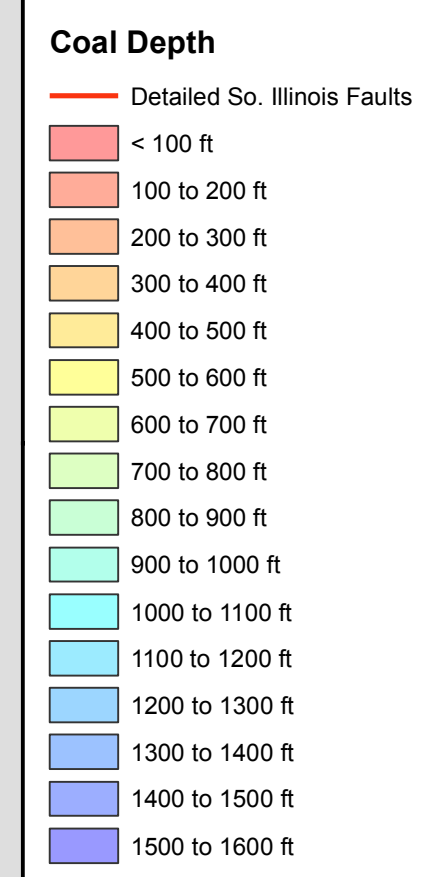 Coal Depth
Detailed So. Illinois Faults
< 100 ft
100 to 200 ft
200 to 300 ft
300 to 400 ft
400 to 500 ft
500 to 600 ft
600 to 700 ft
700 to 800 ft
800 to 900 ft
900 to 1000 ft
1000 to 1100 ft
1100 to 1200 ft
1200 to 1300 ft
1300 to 1400 ft
1400 to 1500 ft
1500 to 1600 ft